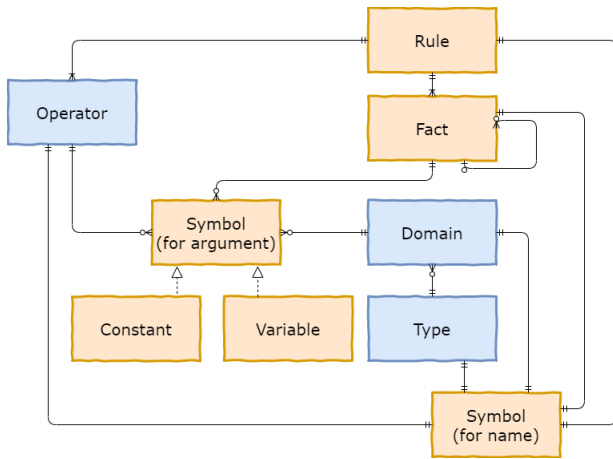 Rule
Operator
Fact
Symbol
(for argument)
Domain
Constant
Variable
Type
Symbol
(for name)